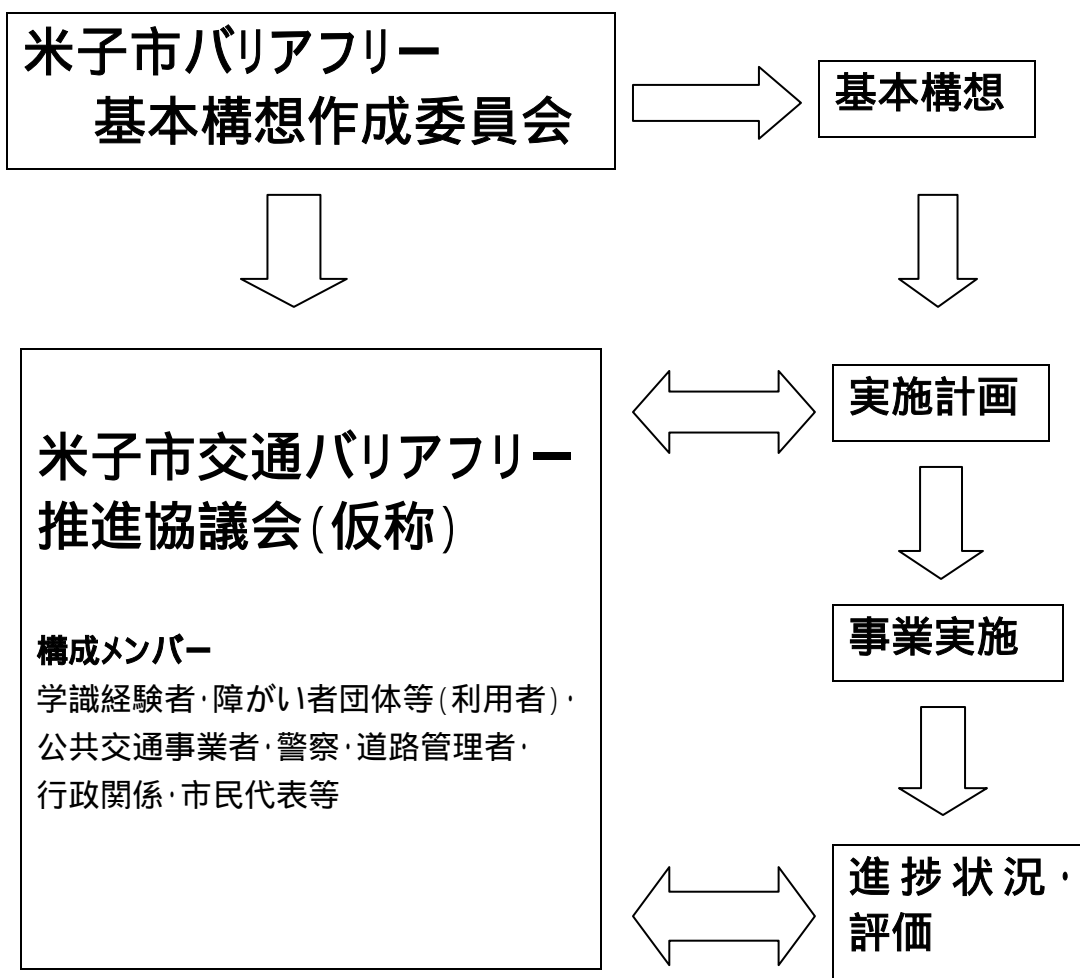 米子市バリアフリー
基本構想作成委員会
基本構想
米子市交通バリアフリー
推進協議会(仮称)
構成メンバー
学識経験者・障がい者団体等(利用者)・
公共交通事業者・警察・道路管理者・
行政関係・市民代表等
実施計画
事業実施
進捗状況・
評価